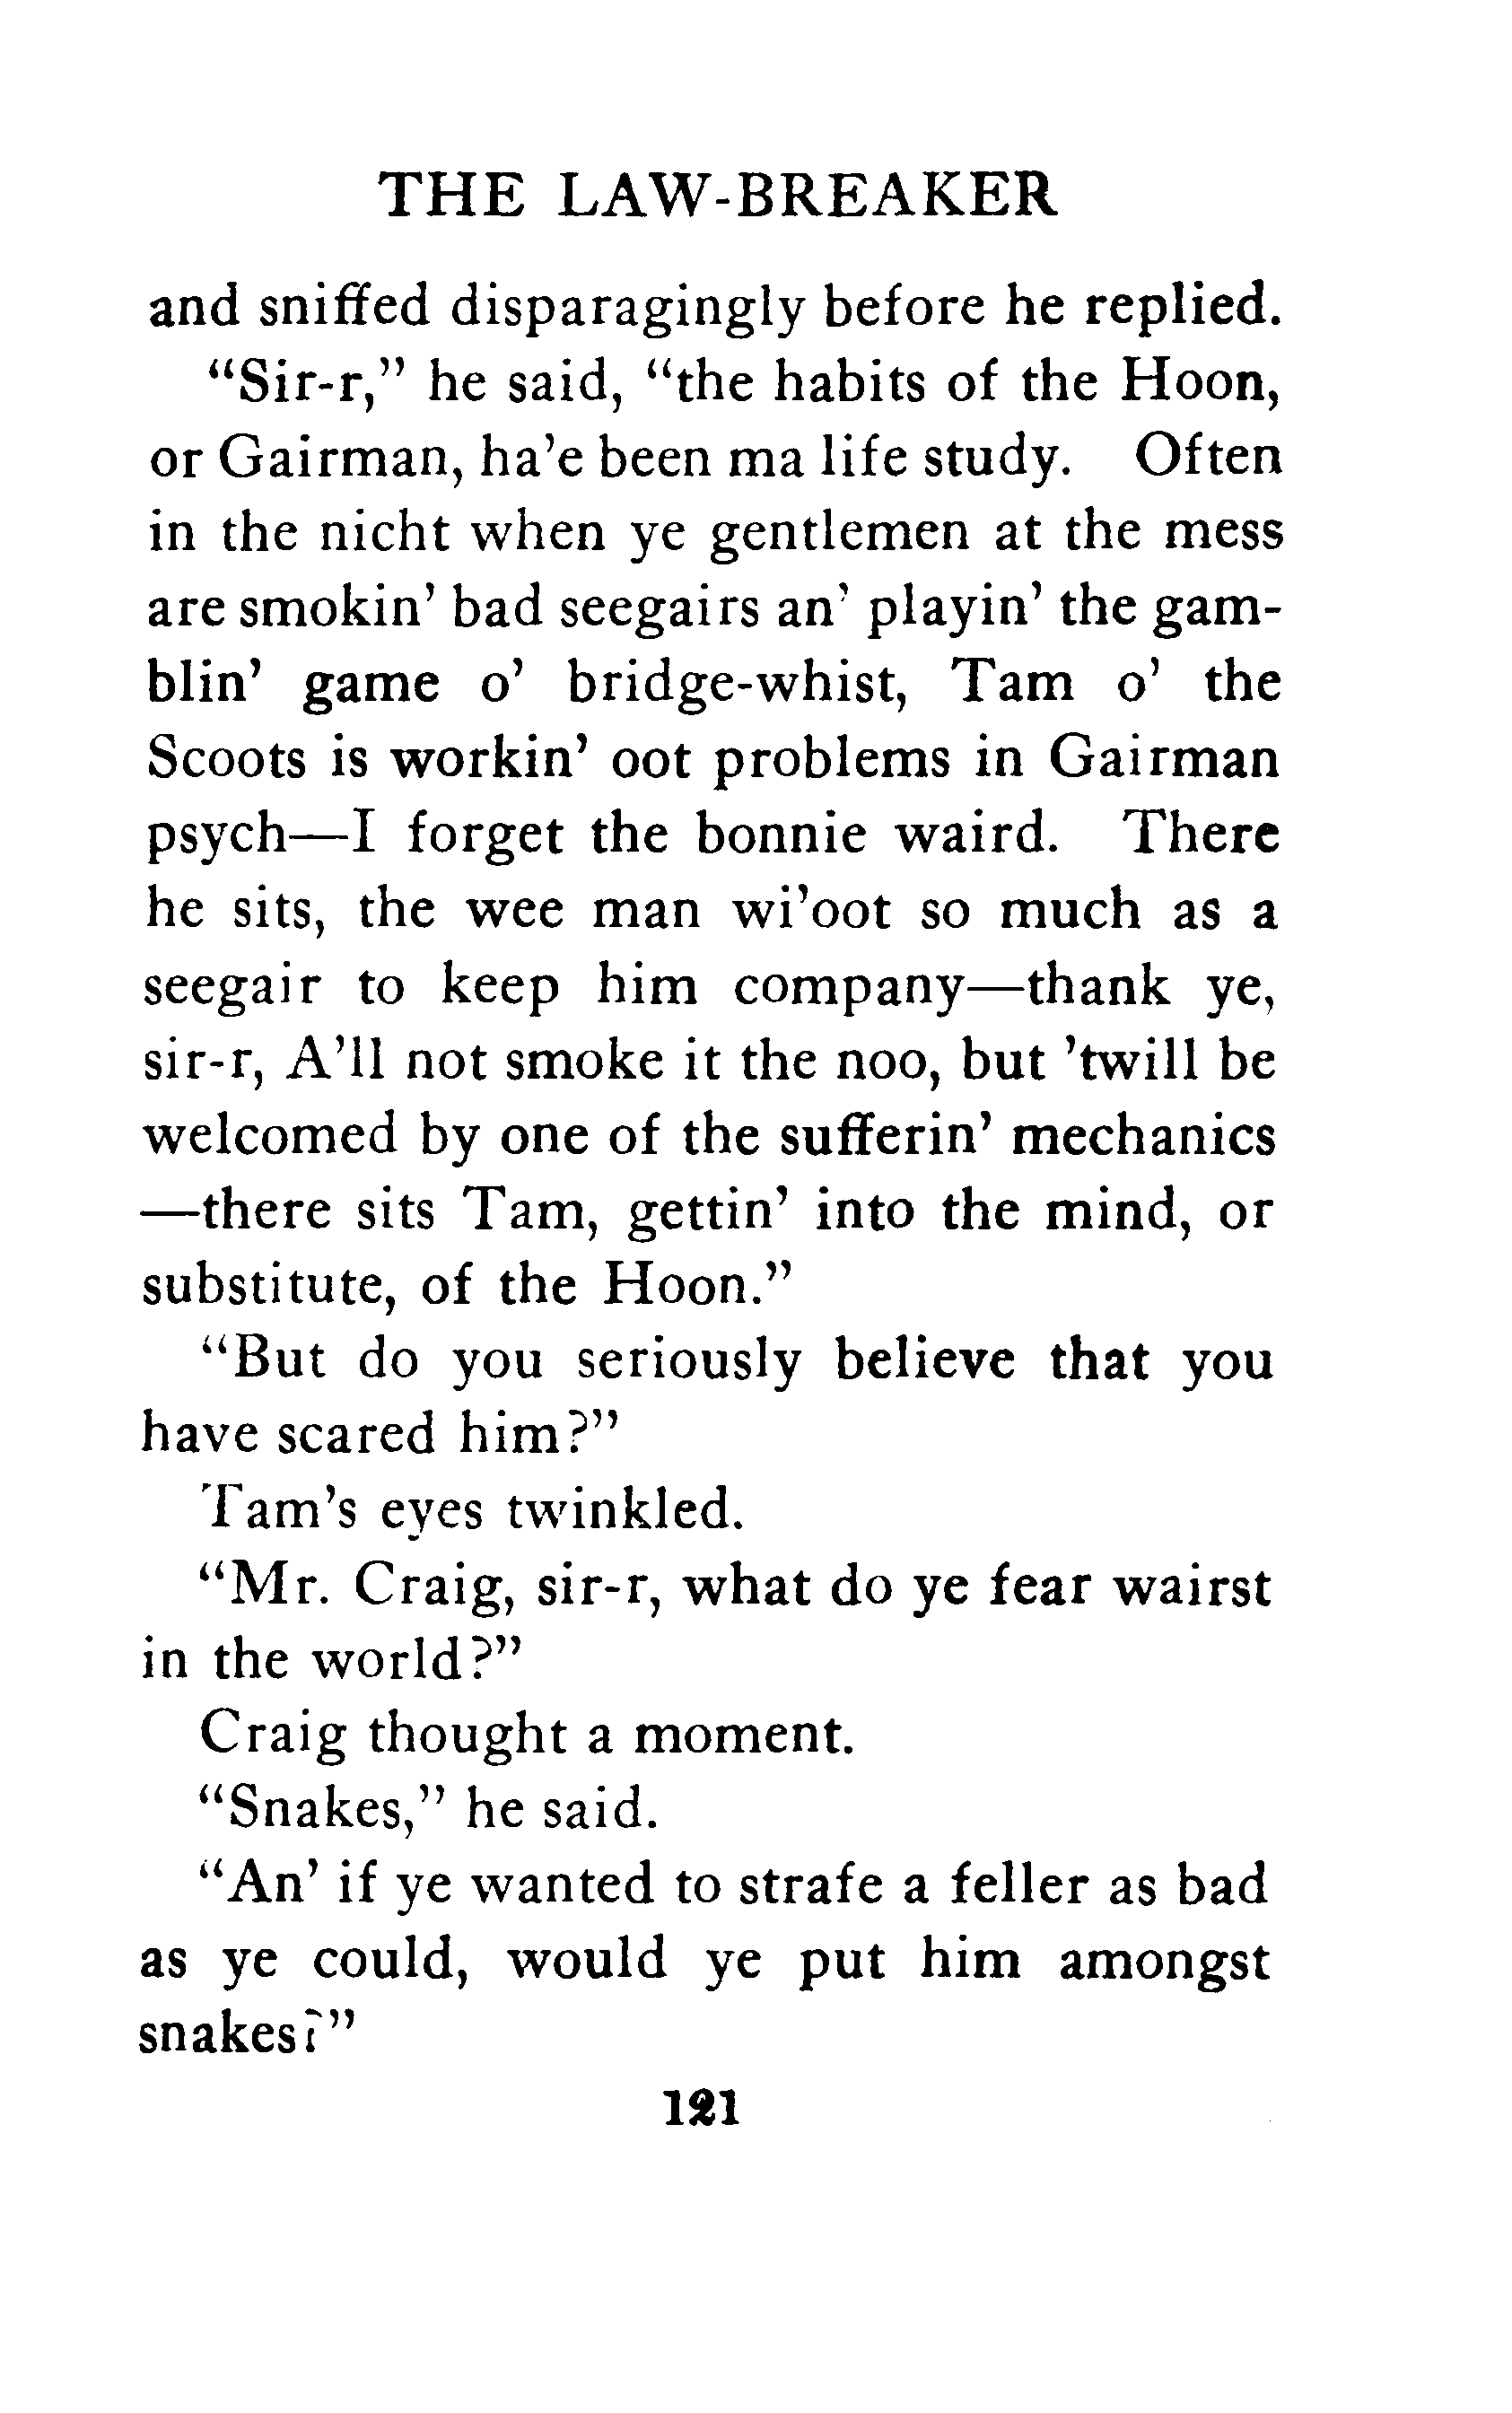 THE LAW-BREAKER
and sniffed disparagingly before he replied.
“Sir-r,” he said, “the habits of the Hoon,
or Gairman, ha’e been ma life study. Often
in the nicht when ye gentlemen at the mess
are smokin’ bad seegairs an’ playin’ the gam-
blin’ game o’ bridge-whist, Tam o’ the
Scoots is workin’ oot problems in Gairman
psych—I forget the bonnie waird. There
he sits, the wee man wi’oot so much as a
seegair to keep him company—thank ye,
sir-r, A’ll not smoke it the noo, but ’twill be
welcomed by one of the sufferin’ mechanics
—there sits Tam, gettin’ into the mind, or
substitute, of the Hoon.”
“But do you seriously believe that you
have scared him?”
Tam’s eyes twinkled.
“Mr. Craig, sir-r, what do ye fear wairst
in the world?”
Craig thought a moment.
“Snakes,” he said.
“An’ if ye wanted to strafe a feller as bad
as ye could, would ye put him amongst
snakes?”
121